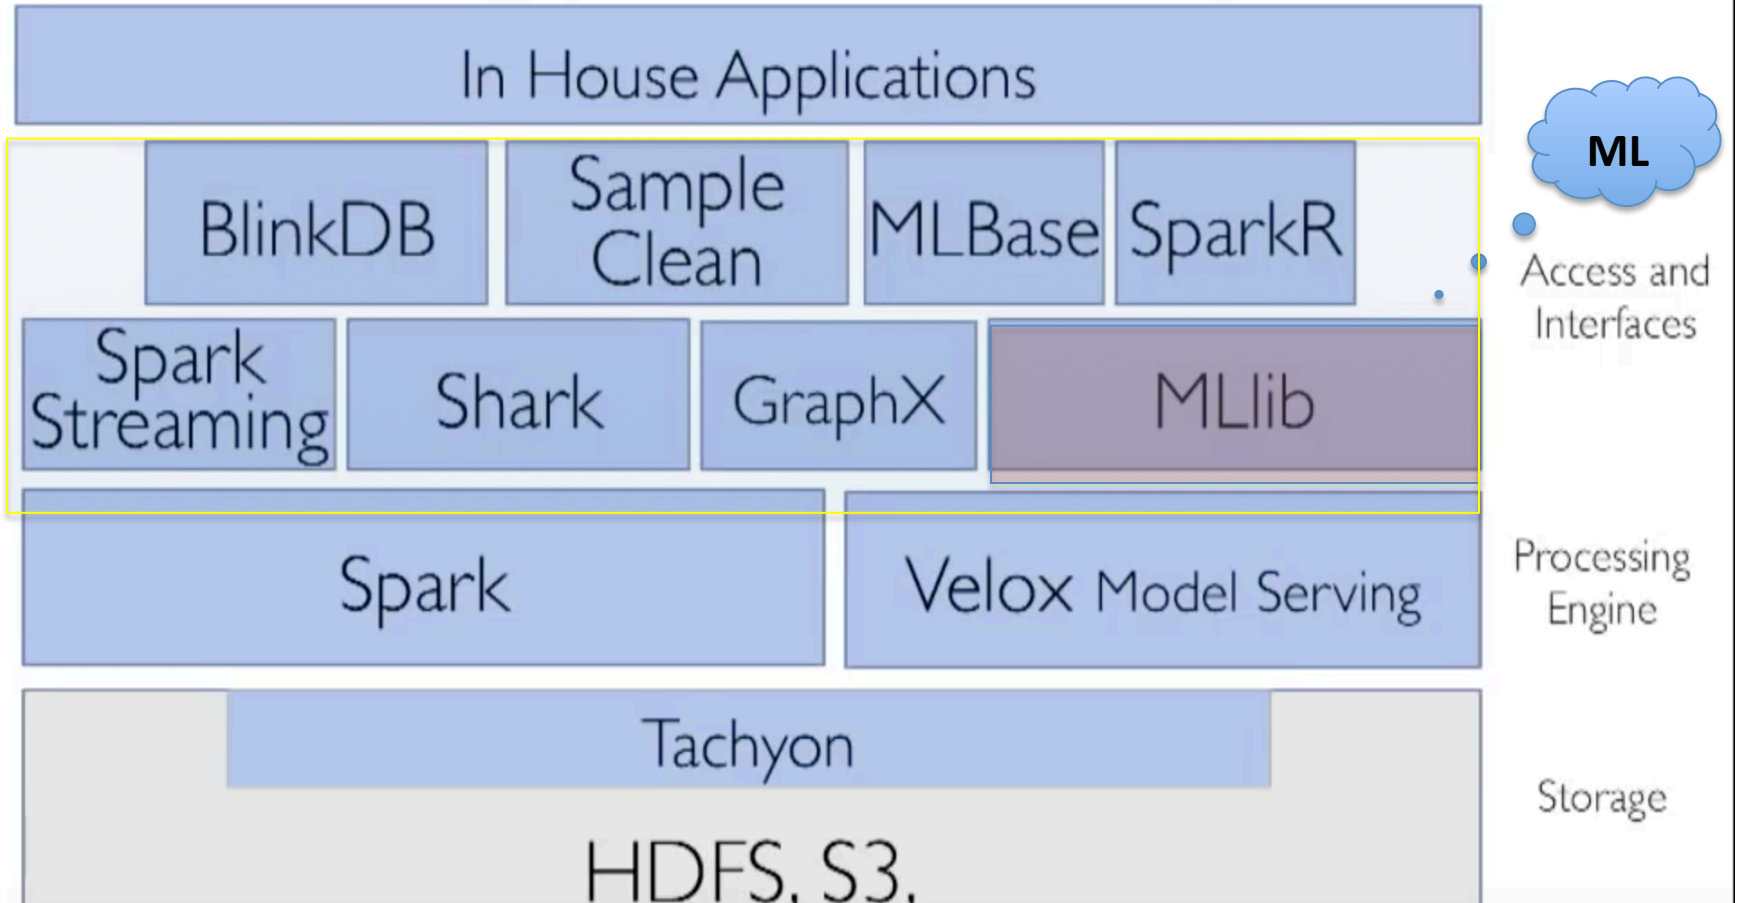 In House Applications
ML
BlinkDB
Sample
Clean
MLBase
SparkR
Access and
Interfaces
Spark
Streaming
Shark
GraphX
MLlib
Spark
Velox Model Serving
Processing
Engine
Tachyon
Storage
HDFS, S3,